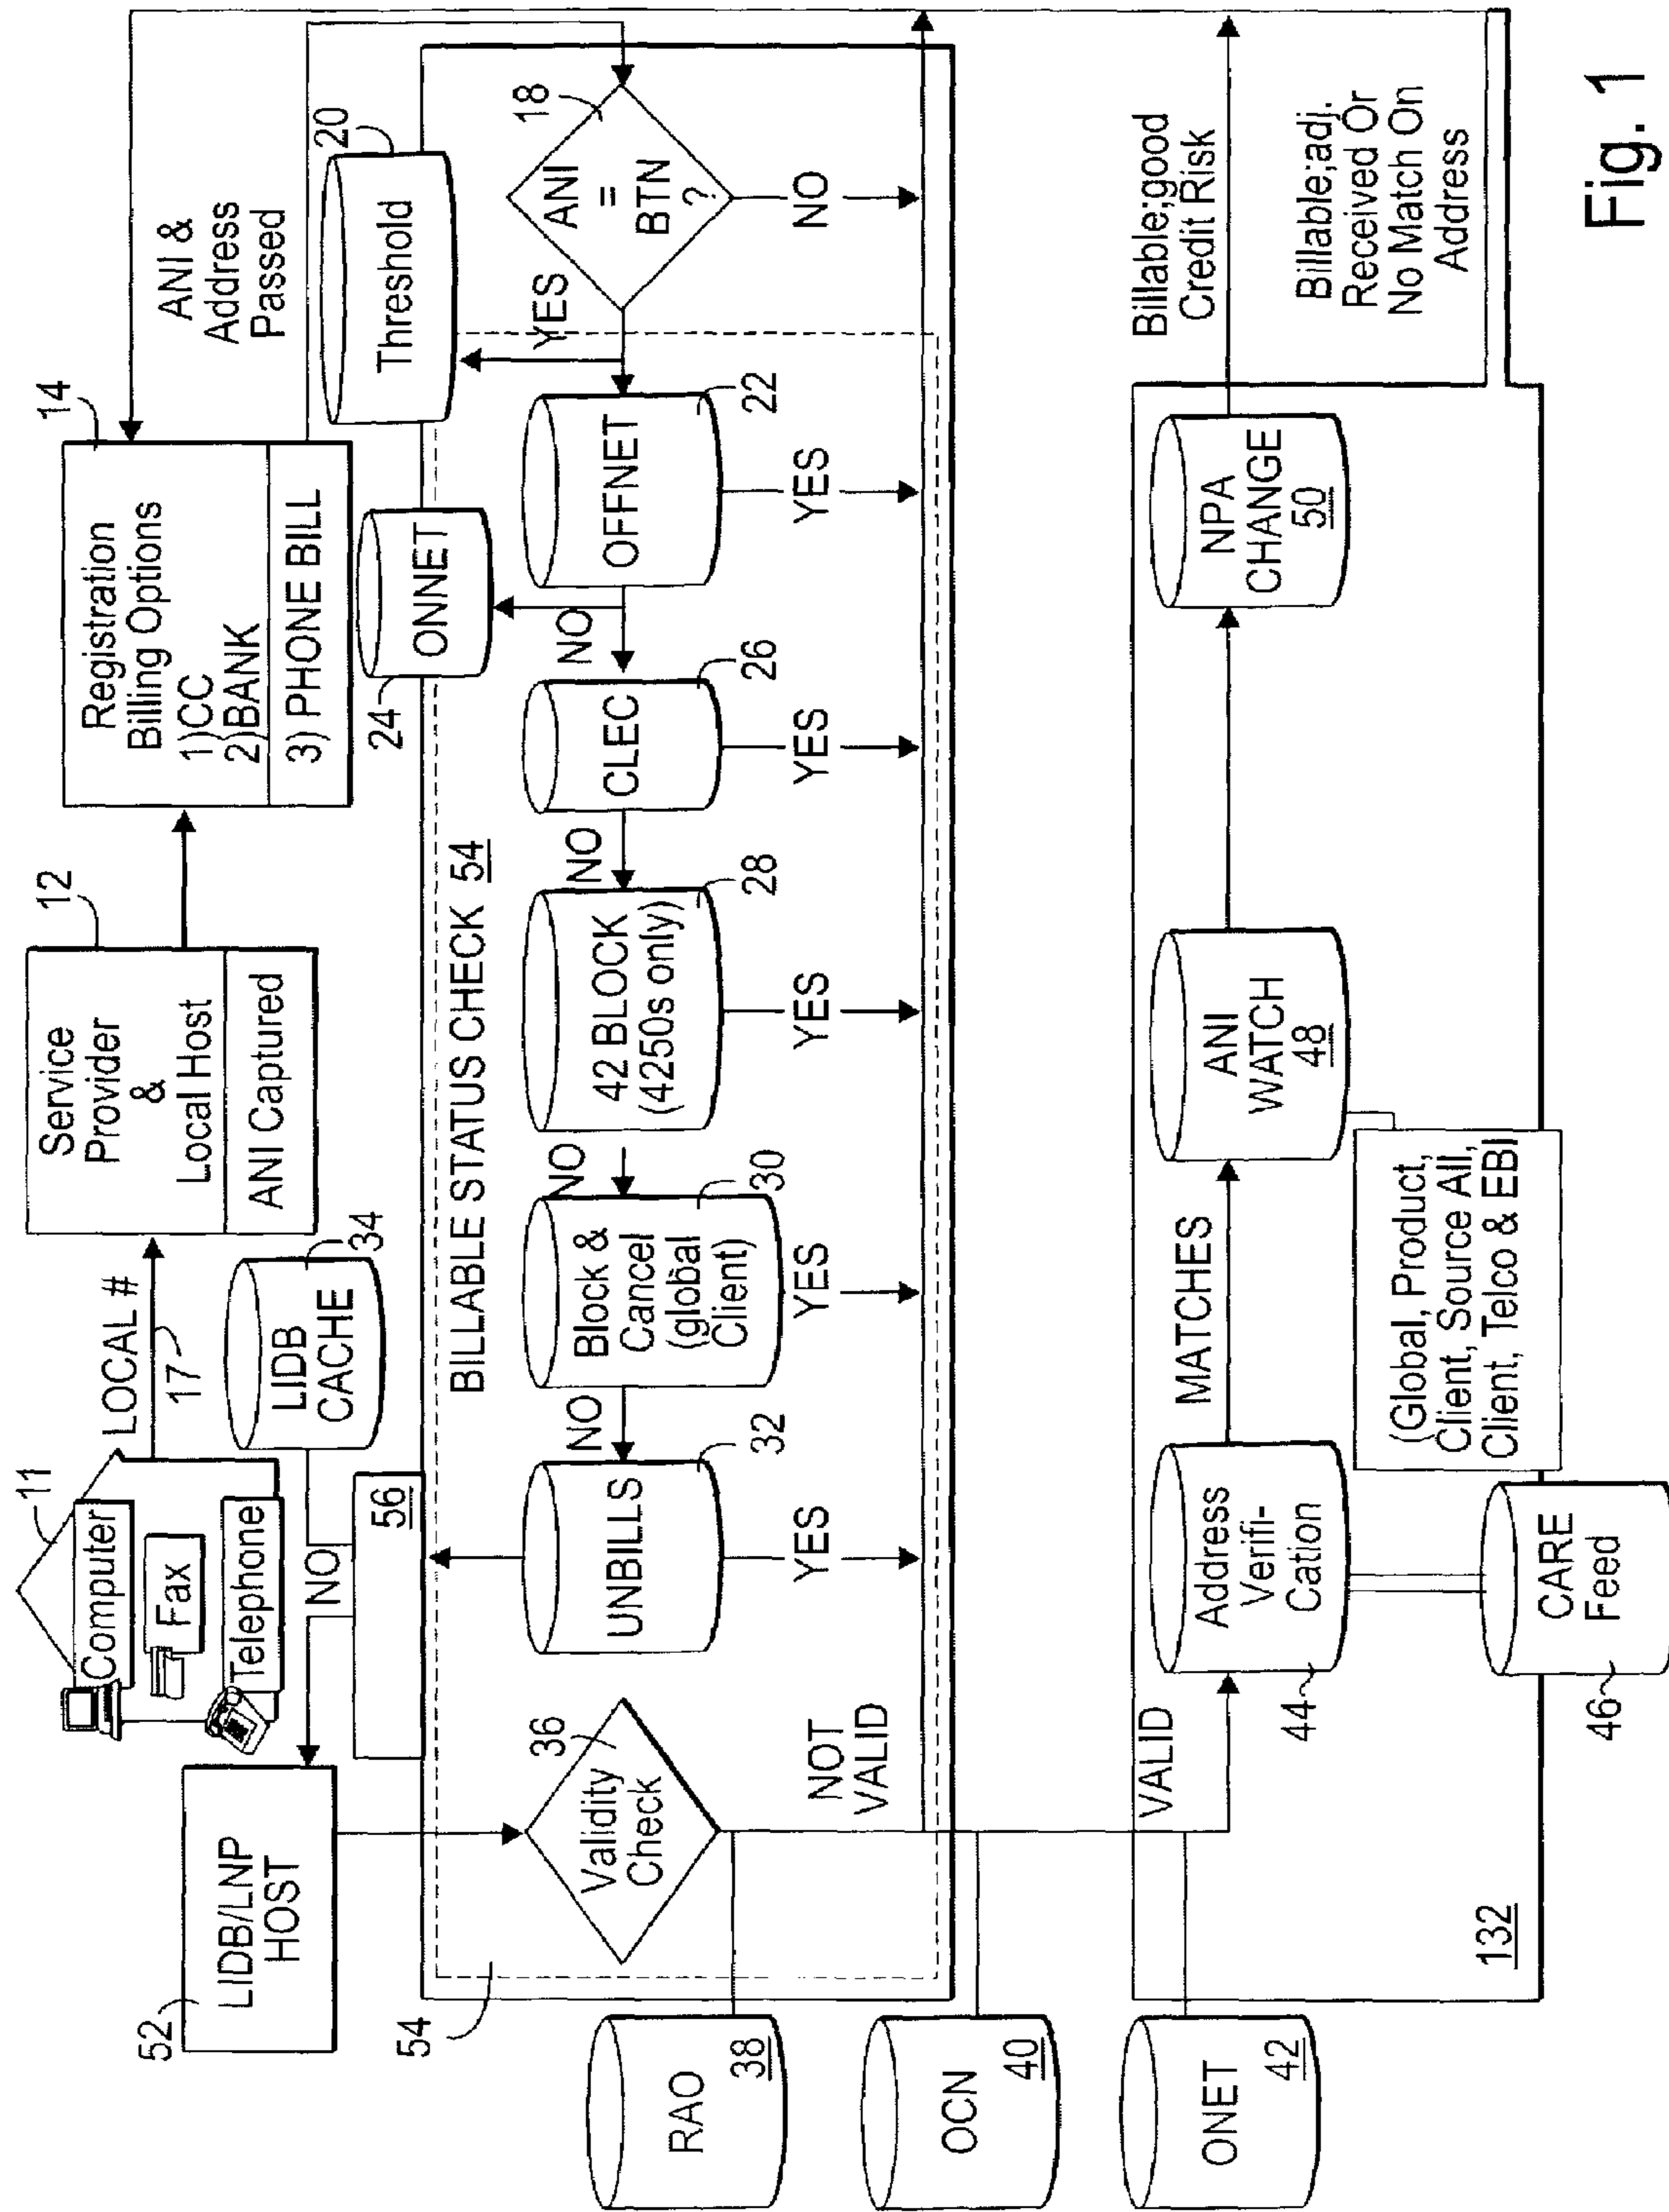 11
Computer
Fax
Telephone
LOCAL #
17
12
Service
Provider
&
Local Host
ANI Captured
14
Registration
Billing Options
1)CC
2)BANK
3) PHONE BILL
ANI &
Address
Passed
52
LIDB/LNP
HOST
NO
LIDB
CACHE
34
56
24
ONNET
Threshold
20
54
BILLABLE STATUS CHECK 54
Validity
Check
36
UNBILLS
32
NO
Block &
Cancel
(global
Client)
30
NO
42 BLOCK
(4250s only)
28
NO
CLEC
26
NO
OFFNET
22
YES
ANI
=
BTN
?
18
NOT
VALID
YES
YES
YES
YES
YES
NO
RAO
38
OCN
40
ONET
42
VALID
Address
Verifi-
Cation
44
MATCHES
ANI
WATCH
48
NPA
CHANGE
50
Billable;good
Credit Risk
Billable;adj.
Received Or
No Match On
Address
(Global, Product,
Client, Source All,
Client, Telco & EBI
CARE
Feed
46
132
Fig. 1